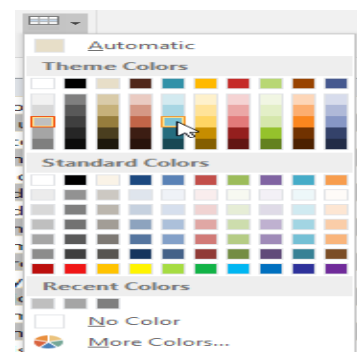 Automatic
Theme Colors
Standard Colors
Recent Colors
No Color
More Colors...